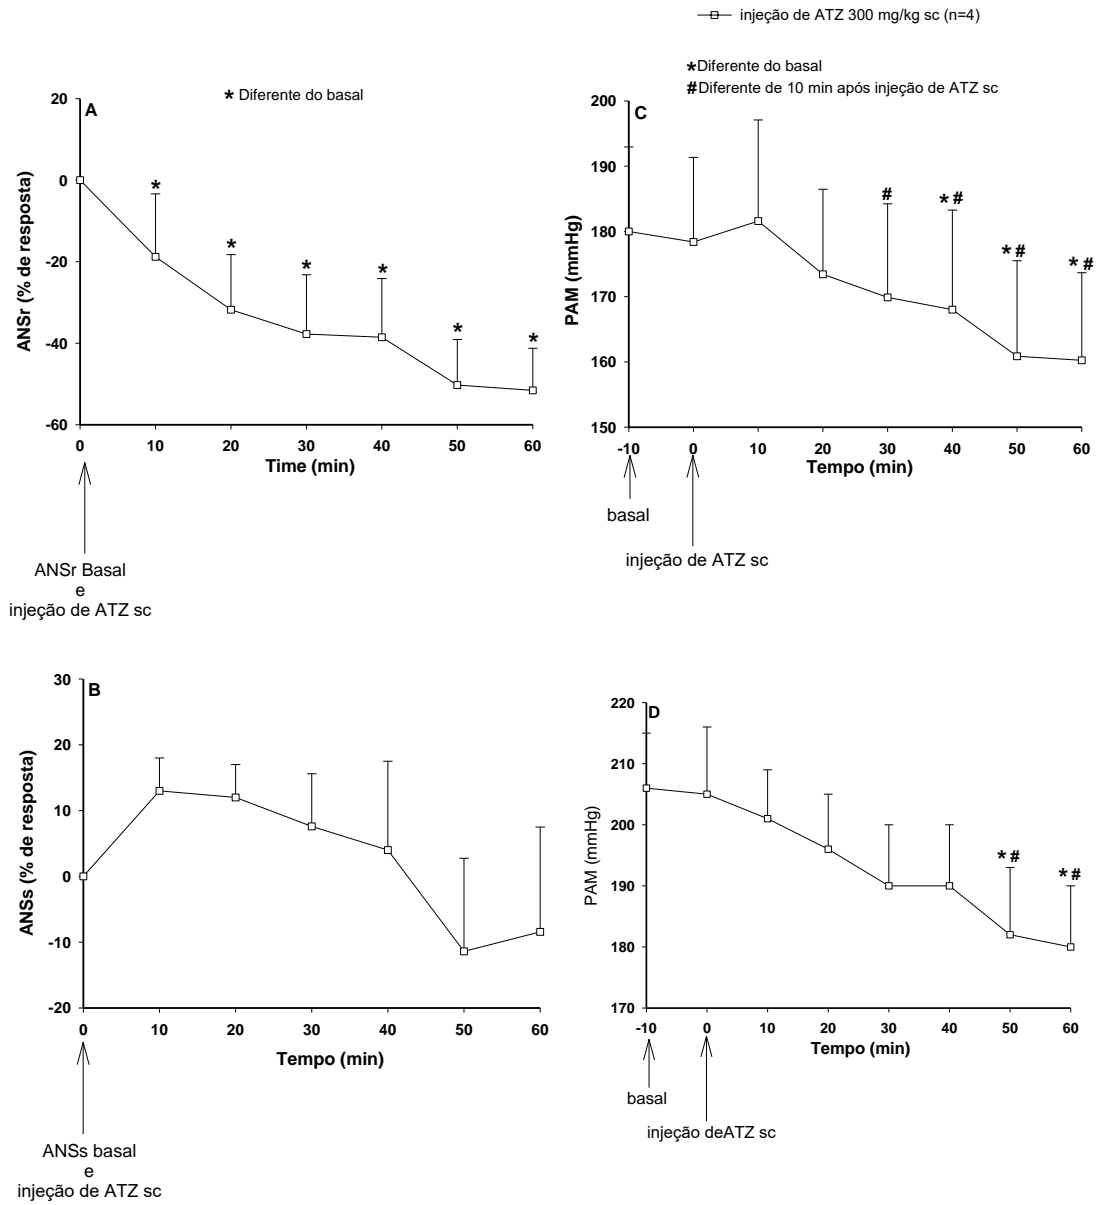 injeção de ATZ 300 mg/kg sc (n=4)
* Diferente do basal
A
20
0
-20
-40
-60
ANSr (% de resposta)
* * * * * *
0 10 20 30 40 50 60
Time (min)
ANSr Basal
e
injeção de ATZ sc
*Diferente do basal
#Diferente de 10 min após injeção de ATZ sc
C
200
190
180
170
160
150
PAM (mmHg)
# *# *# *#
-10 0 10 20 30 40 50 60
Tempo (min)
basal
injeção de ATZ sc
B
30
20
10
0
-10
-20
ANSs (% de resposta)
0 10 20 30 40 50 60
Tempo (min)
ANSs basal
e
injeção de ATZ sc
D
220
210
200
190
180
170
PAM (mmHg)
*# *#
-10 0 10 20 30 40 50 60
Tempo (min)
basal
injeção deATZ sc